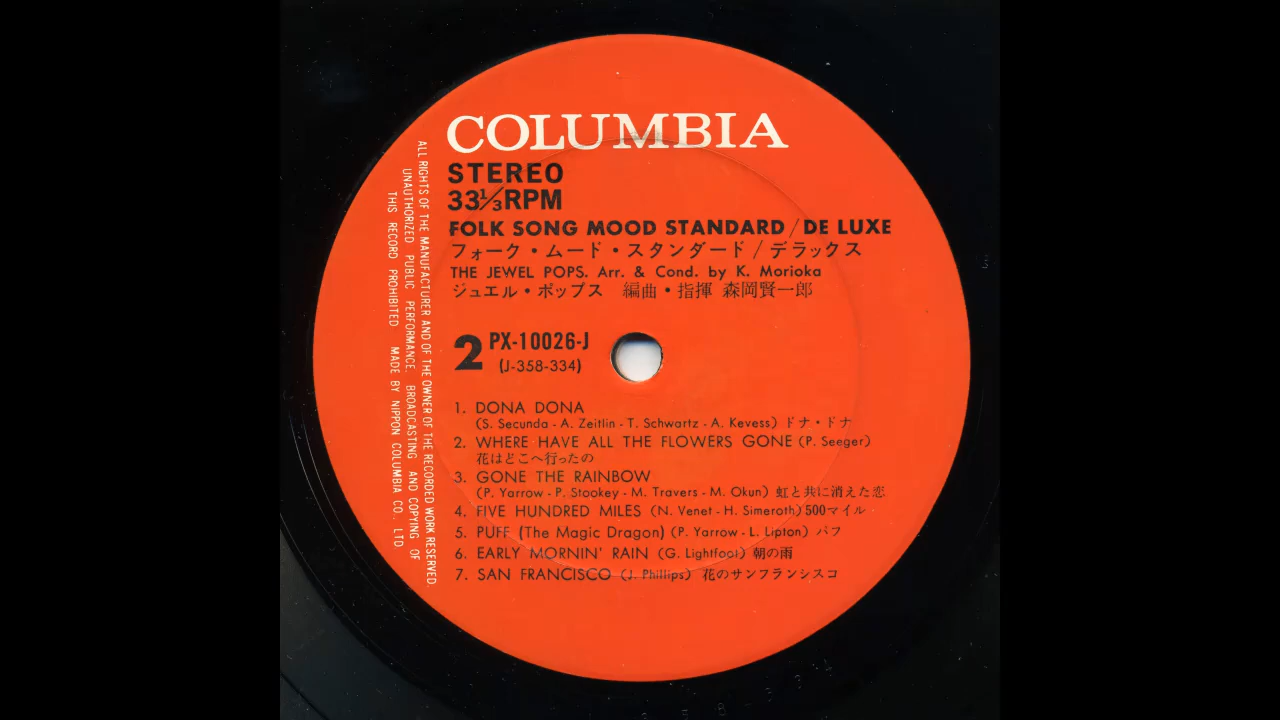 COLUMBIA
STEREO
33⅓RPM
FOLK SONG MOOD STANDARD / DE LUXE
フォーク・ムード・スタンダード / デラックス
THE JEWEL POPS. Arr. & Cond. by K. Morioka
ジュエル・ポップス 編曲・指揮 森岡賢一郎
2 PX-10026-J
(J-358-334)
1. DONA DONA
(S. Secunda - A. Zeitlin - T. Schwartz - A. Kevess) ドナ・ドナ
2. WHERE HAVE ALL THE FLOWERS GONE (P. Seeger)
花はどこへ行ったの
3. GONE THE RAINBOW
(P. Yarrow - P. Stookey - M. Travers - M. Okun) 虹と共に消えた恋
4. FIVE HUNDRED MILES (N. Venet - H. Simeroth) 500マイル
5. PUFF (The Magic Dragon) (P. Yarrow - L. Lipton) パフ
6. EARLY MORNIN' RAIN (G. Lightfoot) 朝の雨
7. SAN FRANCISCO (J. Phillips) 花のサンフランシスコ
ALL RIGHTS OF THE MANUFACTURER AND OF THE OWNER OF THE RECORDED WORK RESERVED.
UNAUTHORIZED PUBLIC PERFORMANCE, BROADCASTING AND COPYING OF
THIS RECORD PROHIBITED MADE BY NIPPON COLUMBIA CO., LTD